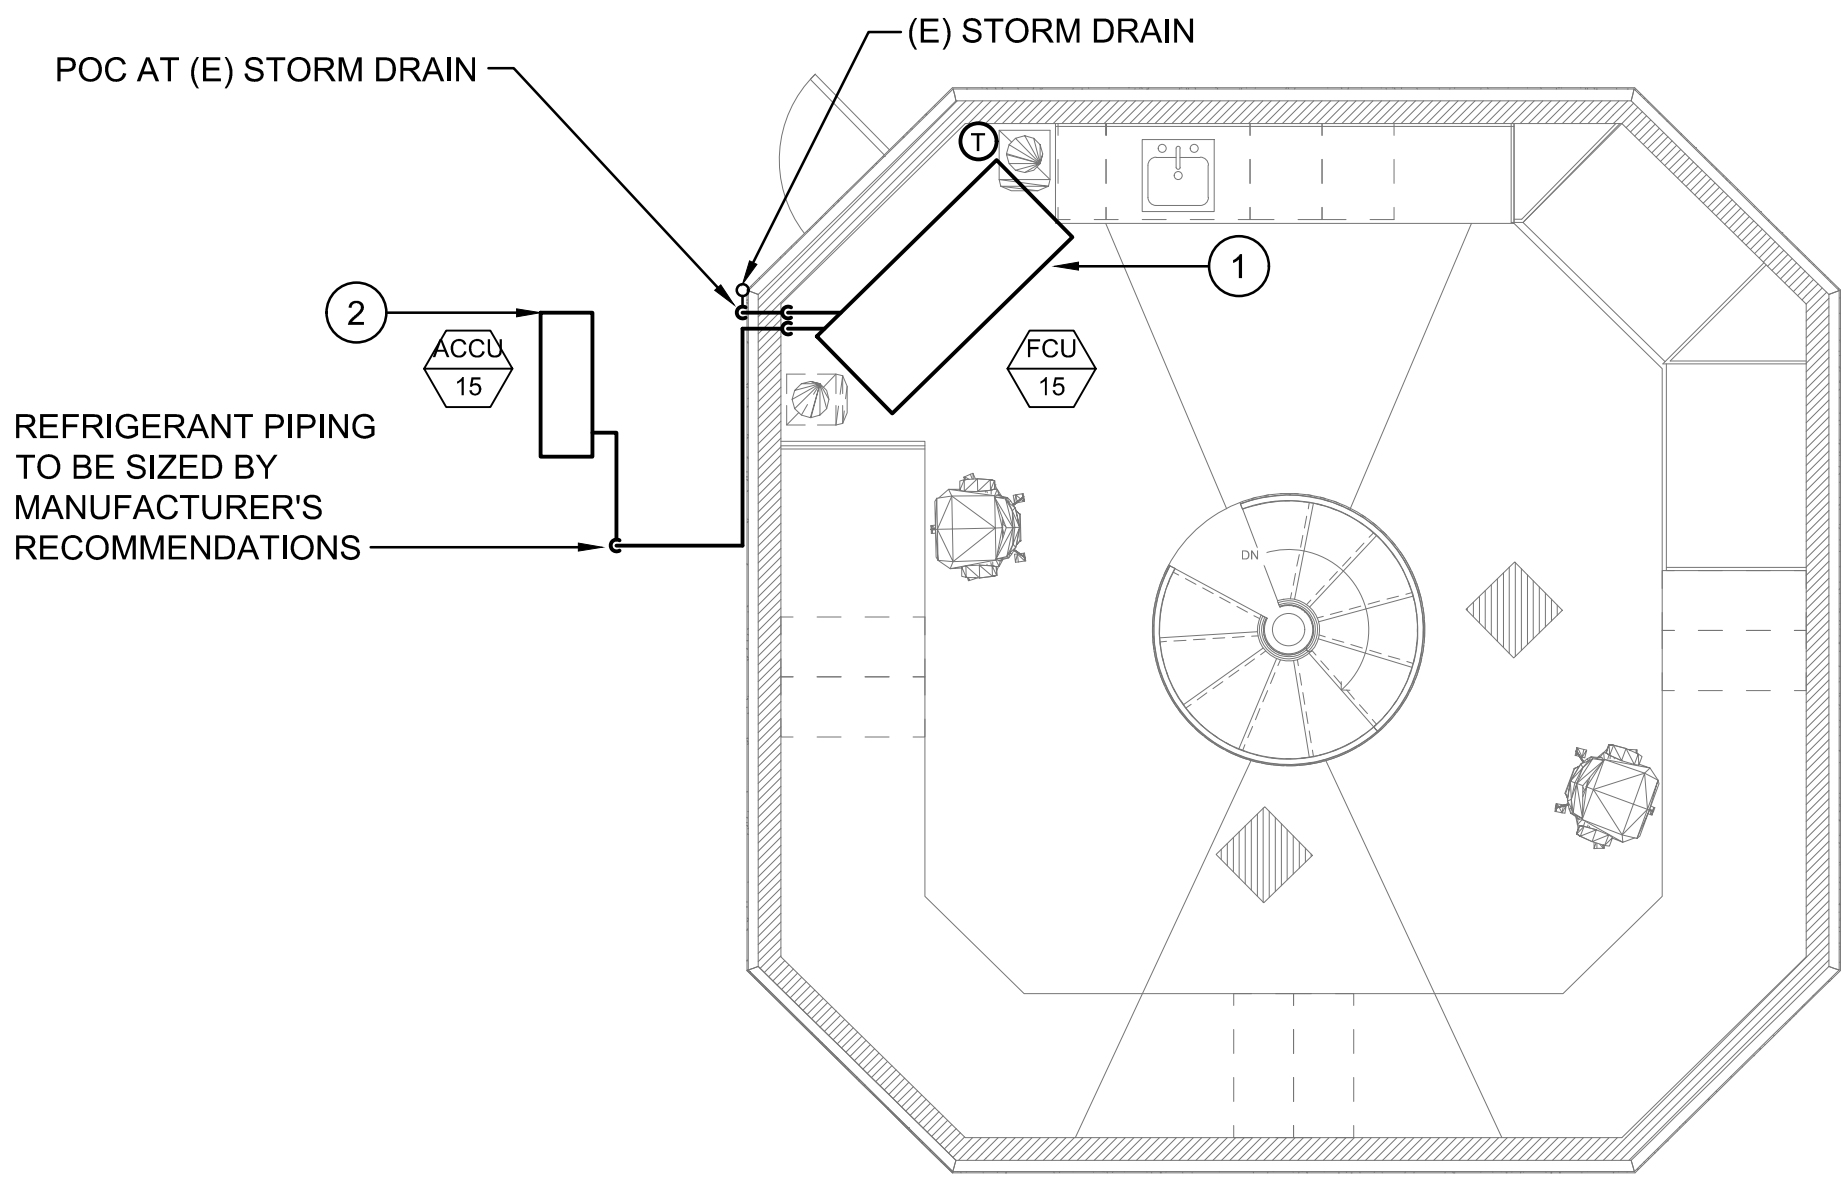 (E) STORM DRAIN
POC AT (E) STORM DRAIN
T
1
2
ACCU
15
FCU
15
REFRIGERANT PIPING
TO BE SIZED BY
MANUFACTURER'S
RECOMMENDATIONS
DN